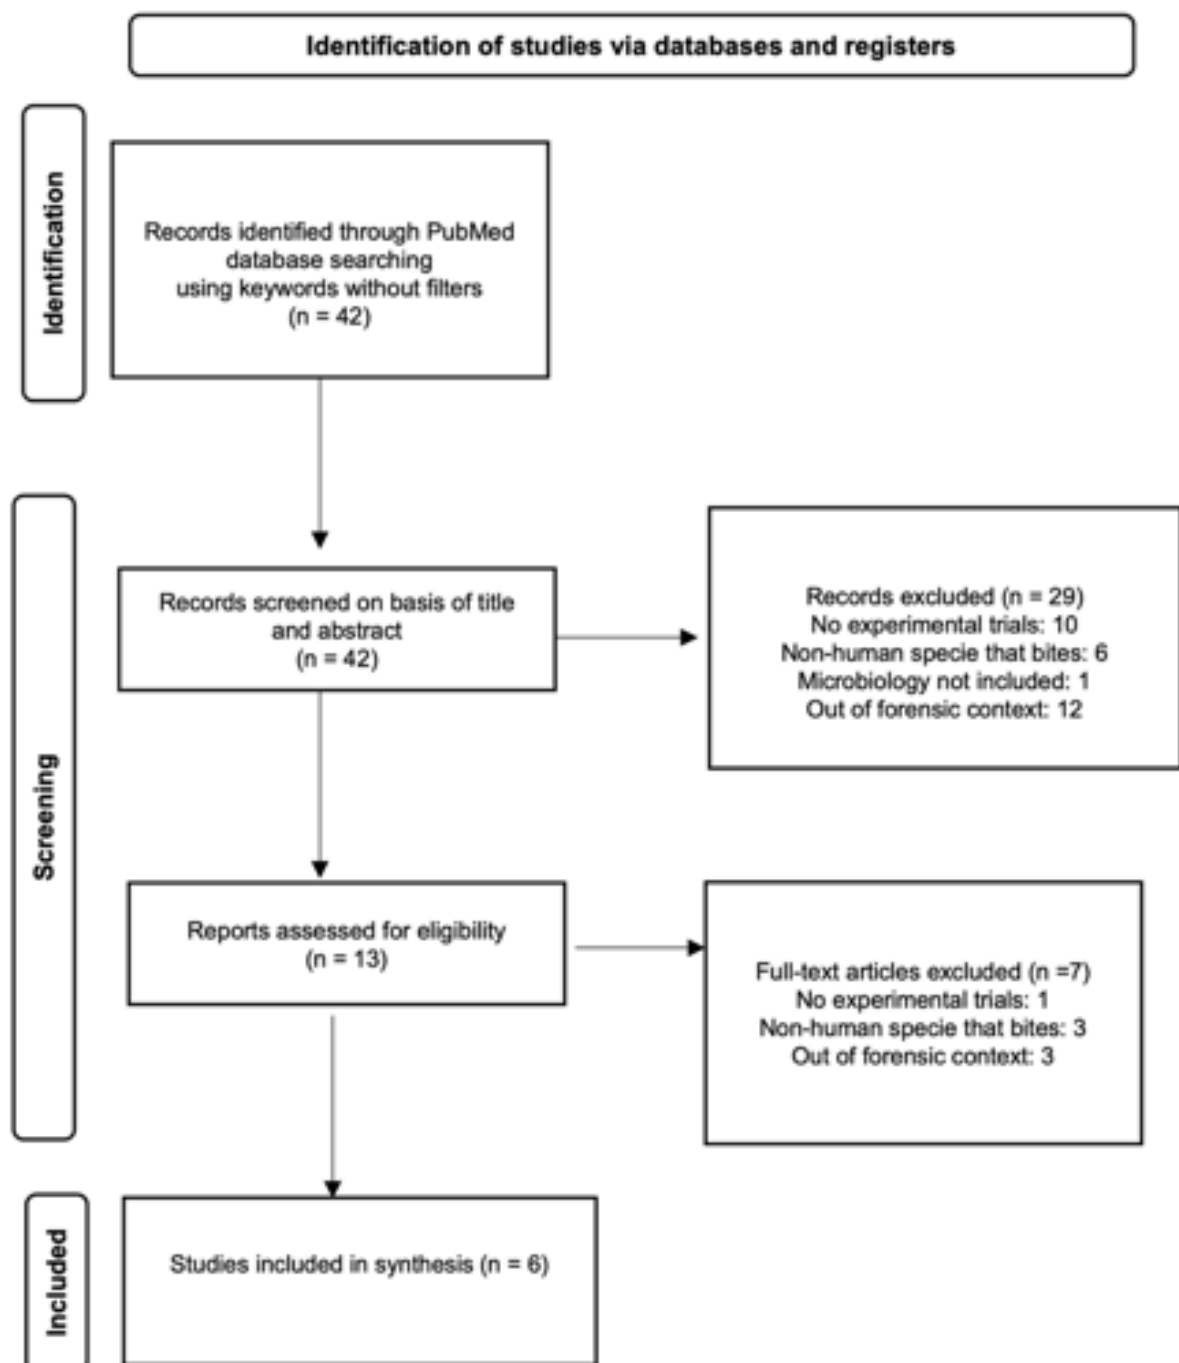 Identification of studies via databases and registers
Identification
Records identified through PubMed
database searching
using keywords without filters
(n = 42)
Screening
Records screened on basis of title
and abstract
(n = 42)
Records excluded (n = 29)
No experimental trials: 10
Non-human specie that bites: 6
Microbiology not included: 1
Out of forensic context: 12
Reports assessed for eligibility
(n = 13)
Full-text articles excluded (n =7)
No experimental trials: 1
Non-human specie that bites: 3
Out of forensic context: 3
Included
Studies included in synthesis (n = 6)